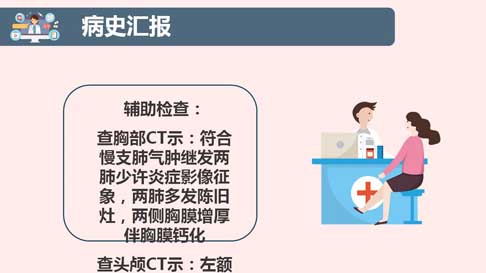 病史汇报
辅助检查：
查胸部CT示：符合
慢支肺气肿继发两
肺少许炎症影像征
象，两肺多发陈旧
灶，两侧胸膜增厚
伴胸膜钙化
查头颅CT示：左额